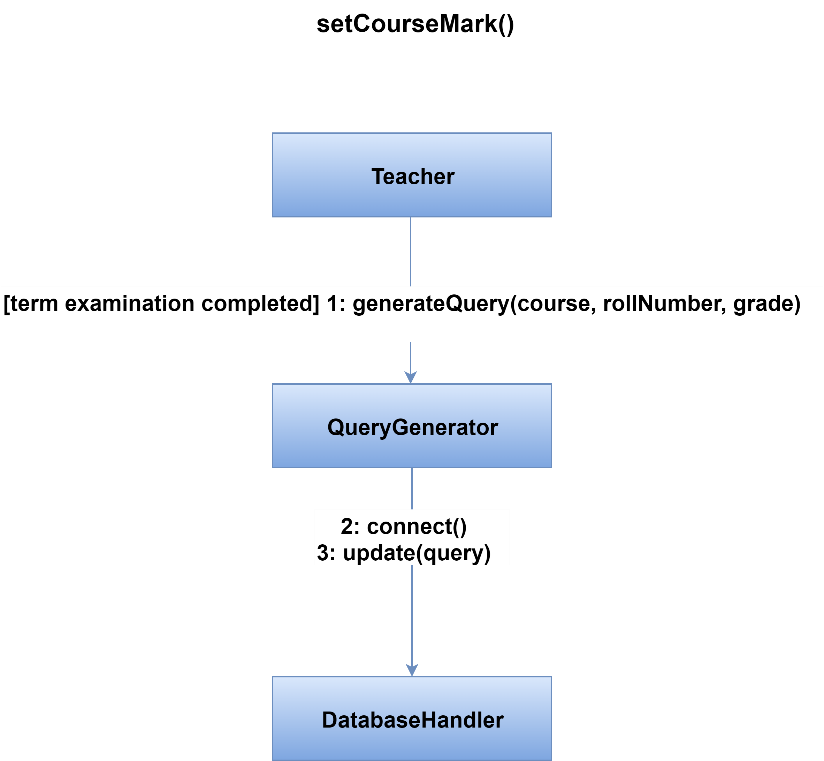 setCourseMark()
Teacher
[term examination completed] 1: generateQuery(course, rollNumber, grade)
QueryGenerator
2: connect()
3: update(query)
DatabaseHandler